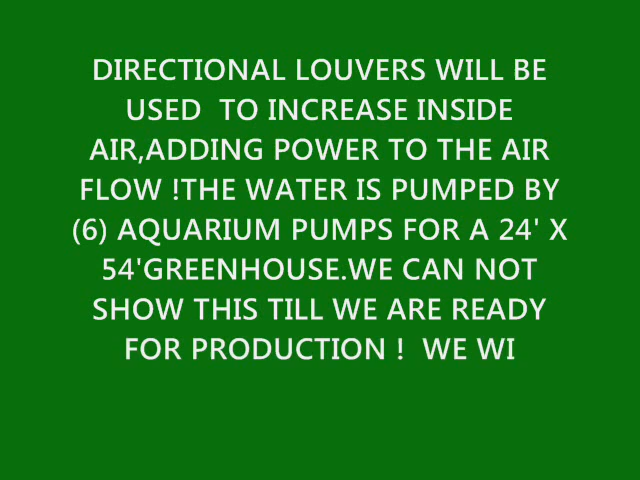 DIRECTIONAL LOUVERS WILL BE
USED  TO INCREASE INSIDE
AIR,ADDING POWER TO THE AIR
FLOW !THE WATER IS PUMPED BY
(6) AQUARIUM PUMPS FOR A 24' X
54'GREENHOUSE.WE CAN NOT
SHOW THIS TILL WE ARE READY
FOR PRODUCTION !  WE WI